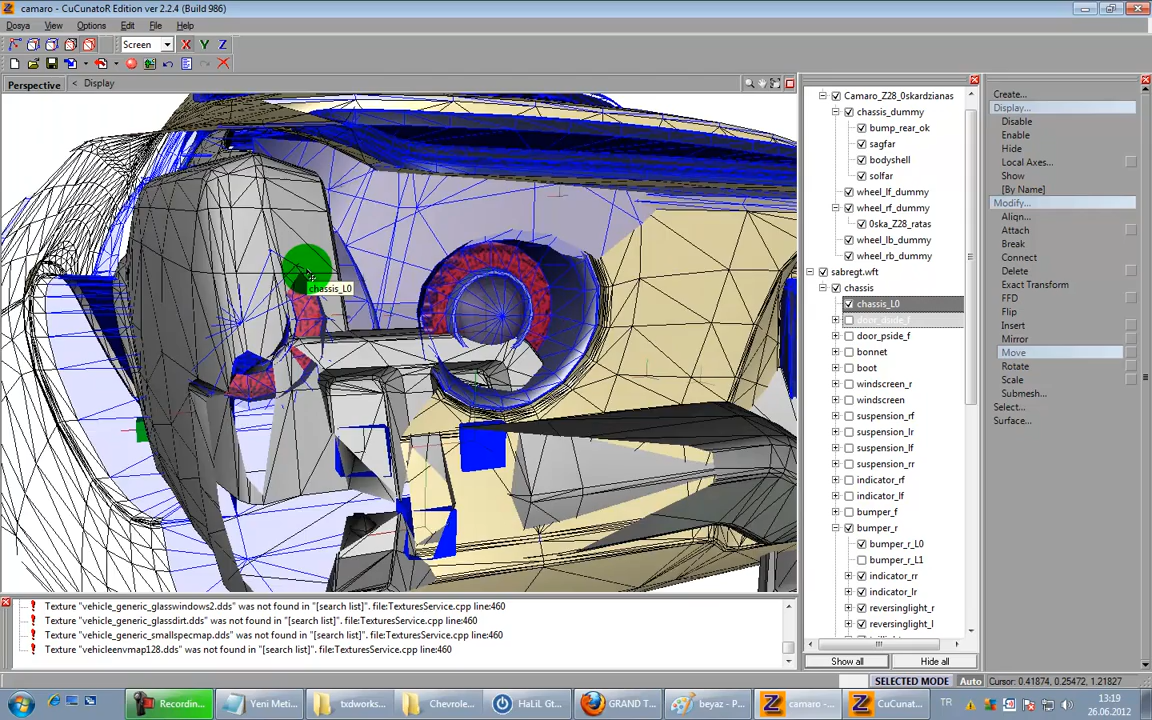 camaro - CuCunatoR Edition ver 2.2.4 (Build 986)
Dosya View Options Edit File Help
Screen X Y Z
Perspective < Display
chassis_L0
Camaro_Z28_0skardzianas
chassis_dummy
bump_rear_ok
sagfar
bodyshell
solfar
wheel_lf_dummy
wheel_rf_dummy
0ska_Z28_ratas
wheel_lb_dummy
wheel_rb_dummy
sabregt.wft
chassis
chassis_L0
door_dside_f
door_pside_f
bonnet
boot
windscreen_r
windscreen
suspension_rf
suspension_lr
suspension_lf
suspension_rr
indicator_rf
indicator_lf
bumper_f
bumper_r
bumper_r_L0
bumper_r_L1
indicator_rr
indicator_lr
reversinglight_r
reversinglight_l
Show all Hide all
Create...
Display...
Disable
Enable
Hide
Local Axes...
Show
[By Name]
Modify...
Align...
Attach
Break
Connect
Delete
Exact Transform
FFD
Flip
Insert
Mirror
Move
Rotate
Scale
Submesh...
Select...
Surface...
Texture "vehicle_generic_glasswindows2.dds" was not found in "[search list]". file:TexturesService.cpp line:460
Texture "vehicle_generic_glassdirt.dds" was not found in "[search list]". file:TexturesService.cpp line:460
Texture "vehicle_generic_smallspecmap.dds" was not found in "[search list]". file:TexturesService.cpp line:460
Texture "vehicleenvmap128.dds" was not found in "[search list]". file:TexturesService.cpp line:460
SELECTED MODE Auto Cursor: 0.41874, 0.25472, 1.21827
Recordin... Yeni Meti... txdworks... Chevrole... HaLiL Gt... GRAND T... beyaz - P... camaro -... CuCunat... TR 13:19
26.06.2012